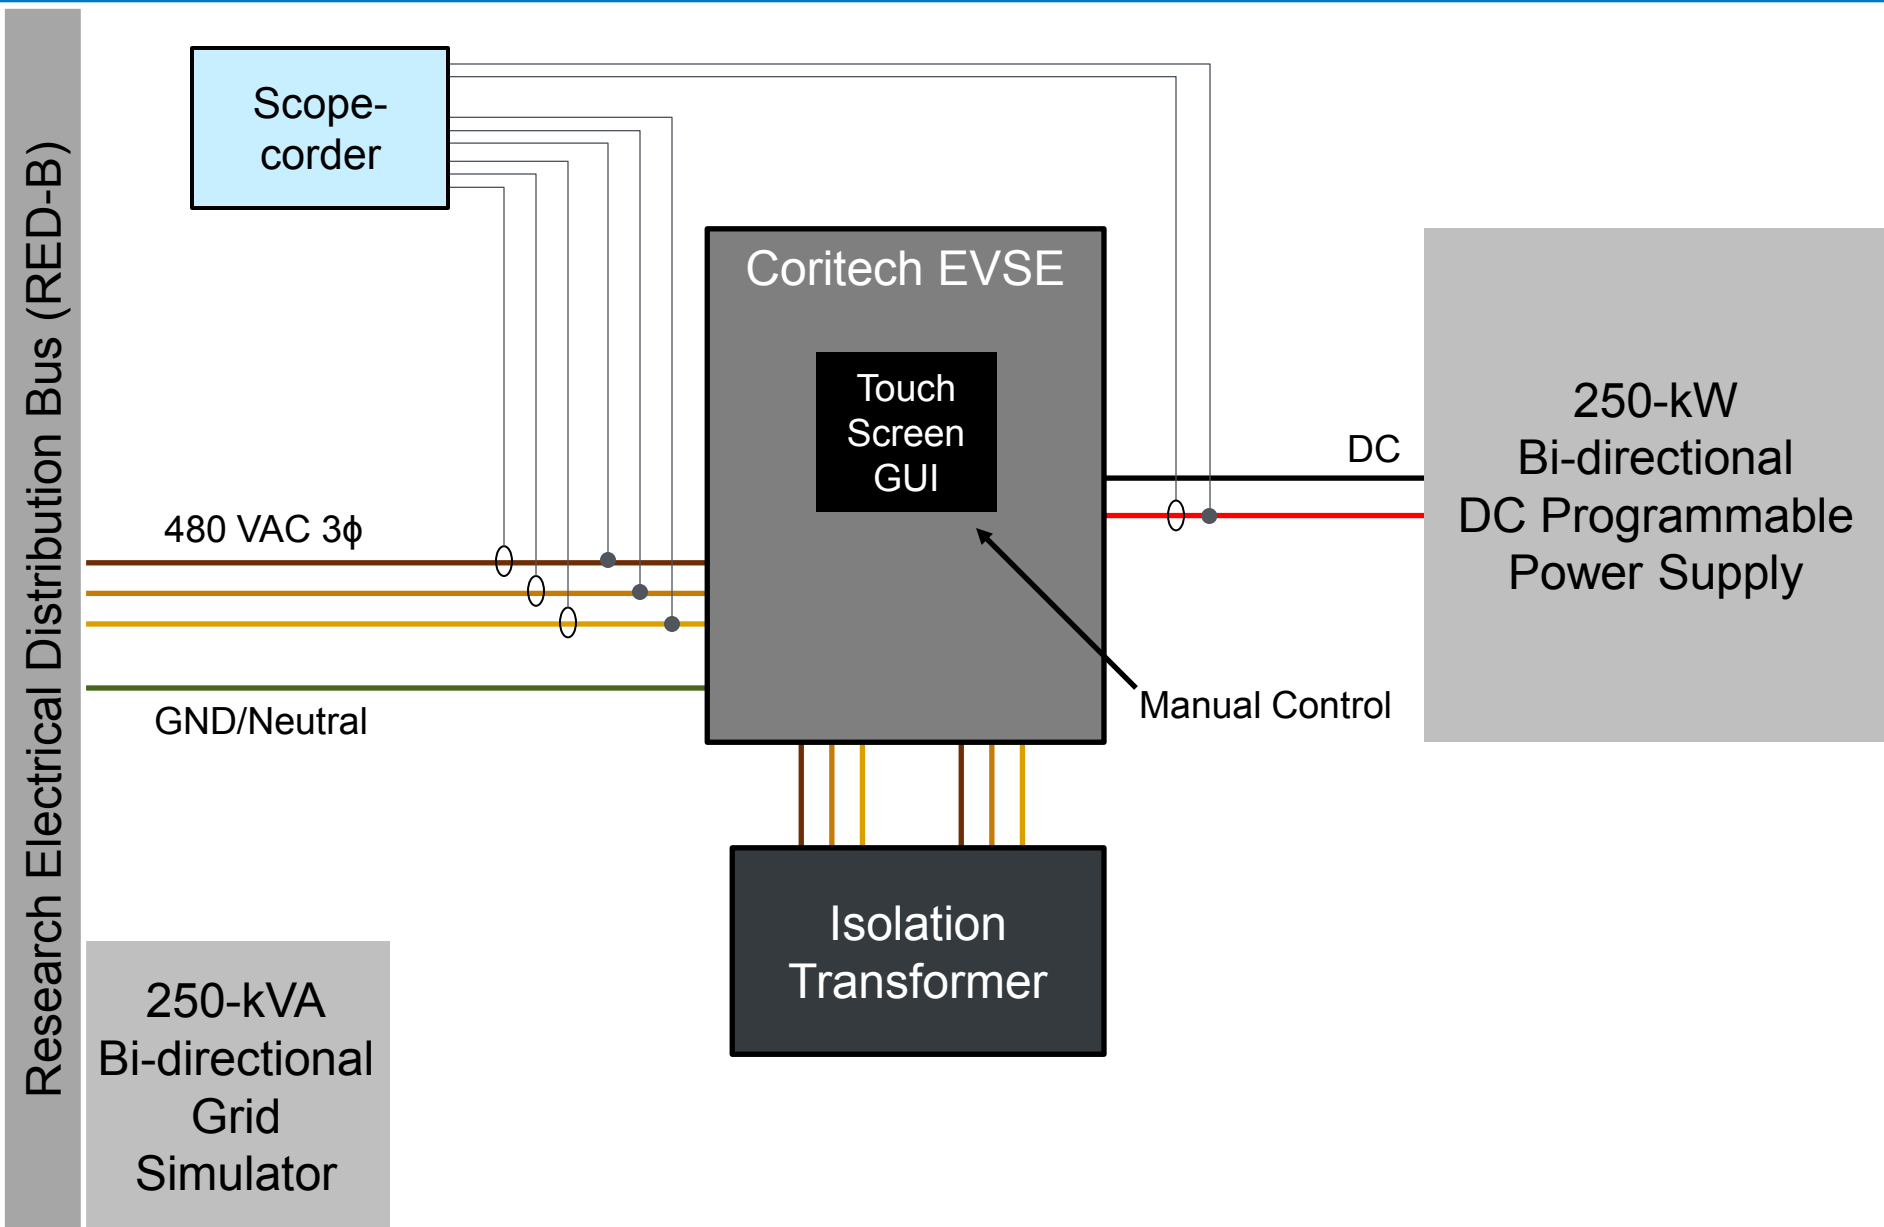 Research Electrical Distribution Bus (RED-B)
Scope-
corder
Coritech EVSE
Touch
Screen
GUI
DC
250-kW
Bi-directional
DC Programmable
Power Supply
480 VAC 3ϕ
GND/Neutral
Manual Control
Isolation
Transformer
250-kVA
Bi-directional
Grid
Simulator